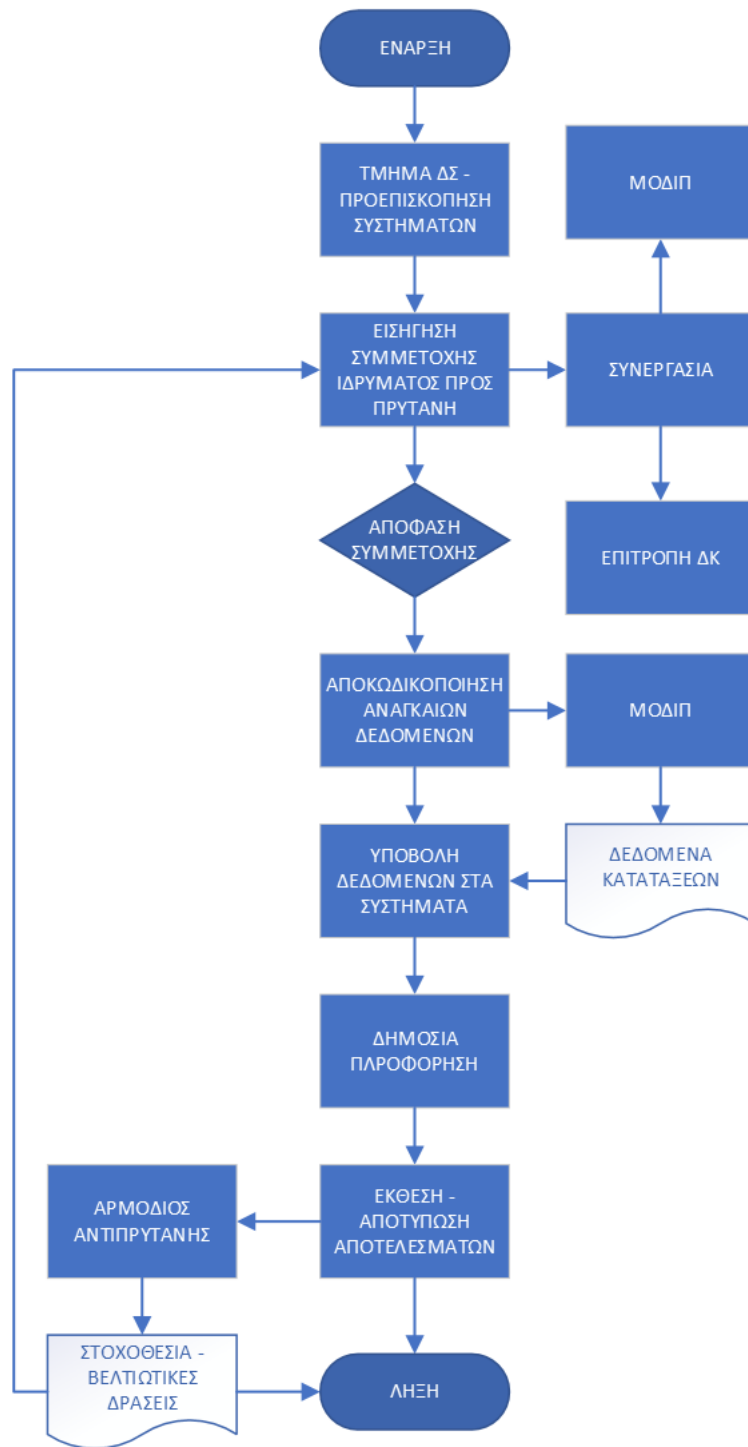 ΕΝΑΡΞΗ
ΤΜΗΜΑ ΔΣ -
ΠΡΟΕΠΙΣΚΟΠΗΣΗ
ΣΥΣΤΗΜΑΤΩΝ
ΜΟΔΙΠ
ΕΙΣΗΓΗΣΗ
ΣΥΜΜΕΤΟΧΗΣ
ΙΔΡΥΜΑΤΟΣ ΠΡΟΣ
ΠΡΥΤΑΝΗ
ΣΥΝΕΡΓΑΣΙΑ
ΑΠΟΦΑΣΗ
ΣΥΜΜΕΤΟΧΗΣ
ΕΠΙΤΡΟΠΗ ΔΚ
ΑΠΟΚΩΔΙΚΟΠΟΙΗΣΗ
ΑΝΑΓΚΑΙΩΝ
ΔΕΔΟΜΕΝΩΝ
ΜΟΔΙΠ
ΥΠΟΒΟΛΗ
ΔΕΔΟΜΕΝΩΝ ΣΤΑ
ΣΥΣΤΗΜΑΤΑ
ΔΕΔΟΜΕΝΑ
ΚΑΤΑΤΑΞΕΩΝ
ΔΗΜΟΣΙΑ
ΠΛΡΟΦΟΡΗΣΗ
ΑΡΜΟΔΙΟΣ
ΑΝΤΙΠΡΥΤΑΝΗΣ
ΕΚΘΕΣΗ -
ΑΠΟΤΥΠΩΣΗ
ΑΠΟΤΕΛΕΣΜΑΤΩΝ
ΣΤΟΧΟΘΕΣΙΑ -
ΒΕΛΤΙΩΤΙΚΕΣ
ΔΡΑΣΕΙΣ
ΛΗΞΗ